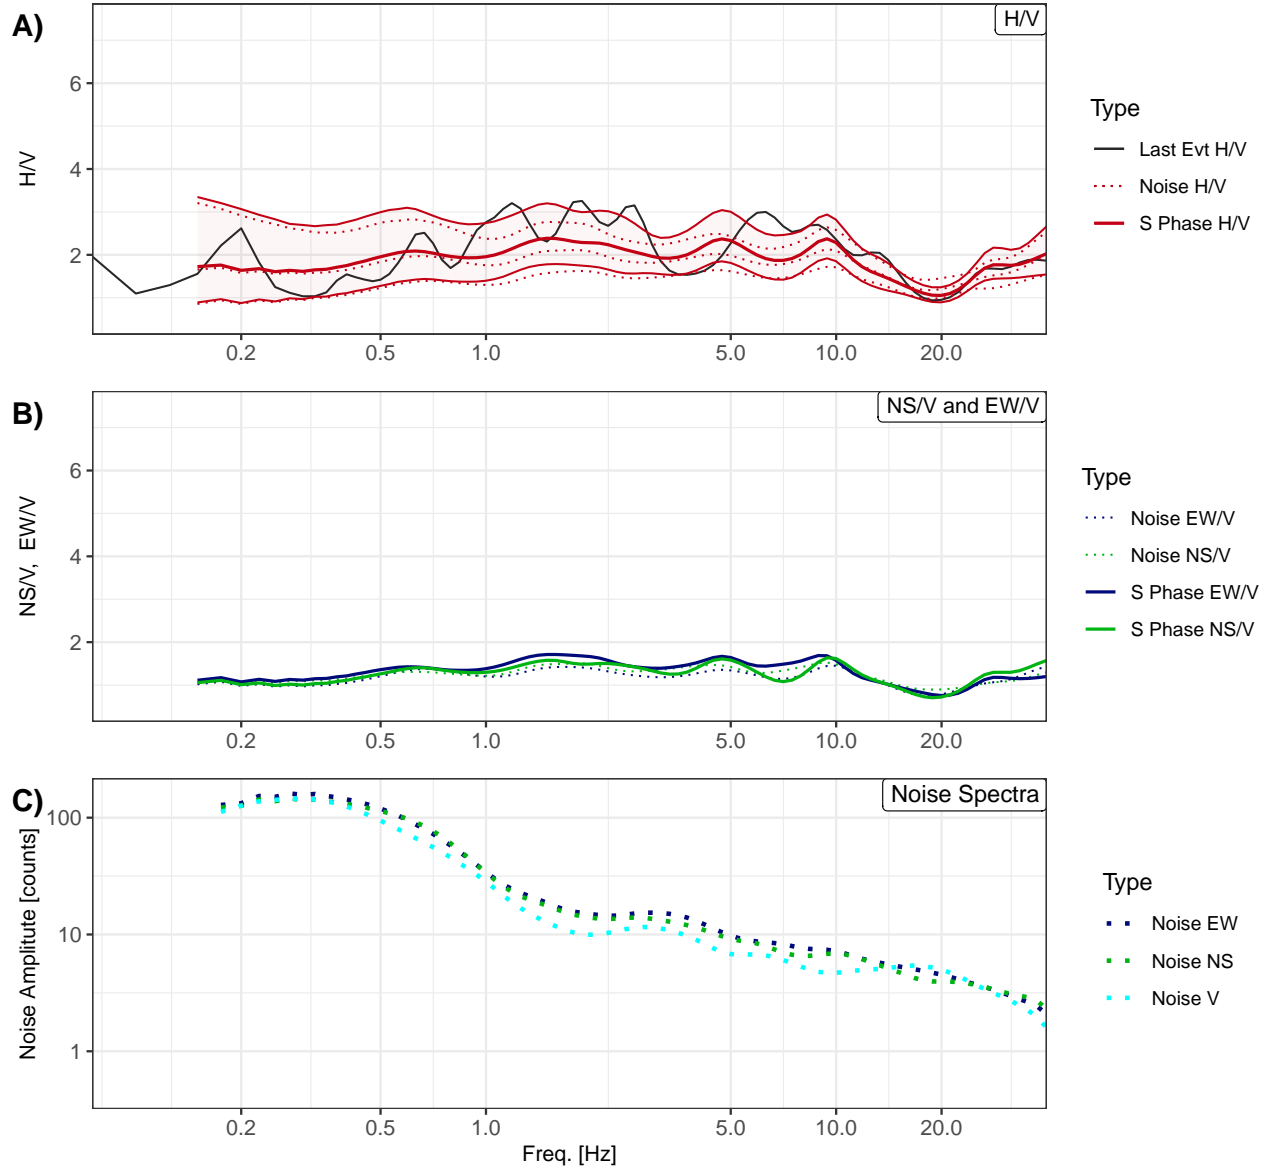 A)
H/V
6
4
2
H/V
0.2 0.5 1.0 5.0 10.0 20.0
Type
Last Evt H/V
Noise H/V
S Phase H/V
B)
NS/V and EW/V
6
4
2
NS/V,  EW/V
0.2 0.5 1.0 5.0 10.0 20.0
Type
Noise EW/V
Noise NS/V
S Phase EW/V
S Phase NS/V
C)
Noise Spectra
100
10
1
Noise Amplitute [counts]
0.2 0.5 1.0 5.0 10.0 20.0
Freq. [Hz]
Type
Noise EW
Noise NS
Noise V